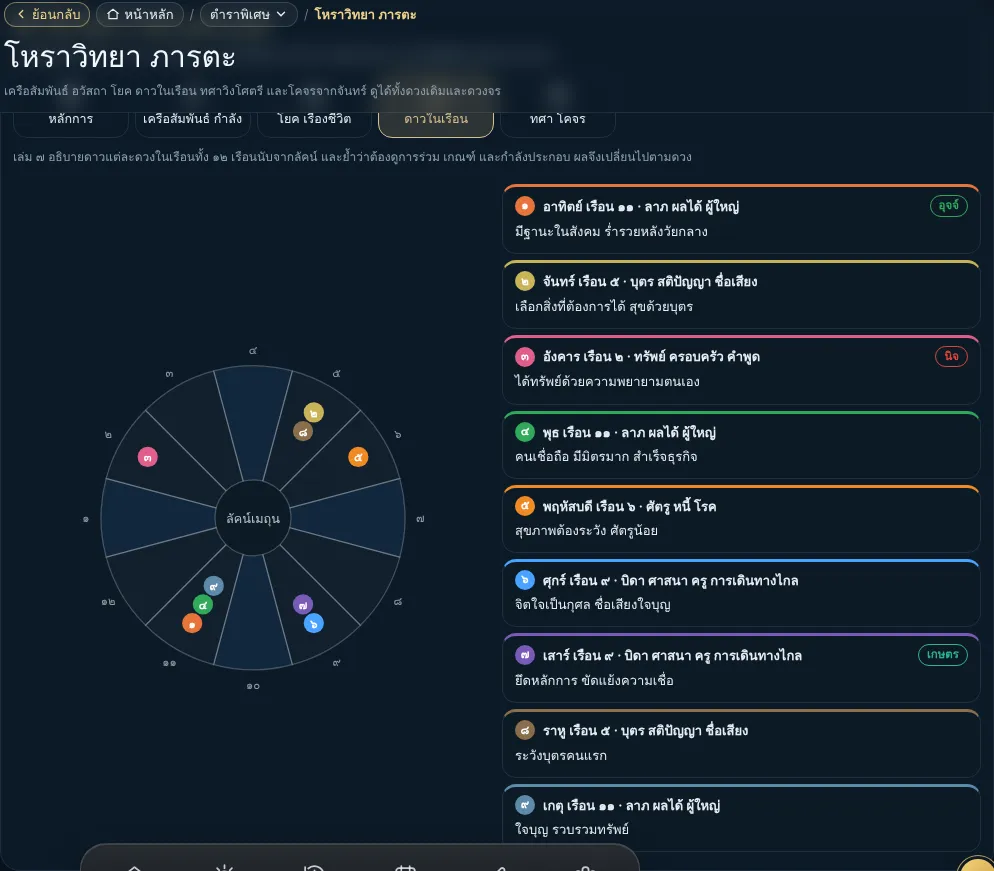 ย้อนกลับ หน้าหลัก / ตำราพิเศษ / โหราวิทยา ภารตะ
โหราวิทยา ภารตะ
เครือสัมพันธ์ อวัสถา โยค ดาวในเรือน ทศาวิงโศตรี และโคจรจากจันทร์ ดูได้ทั้งดวงเดิมและดวงจร
หลักการ เครือสัมพันธ์ กำลัง โยค เรื่องชีวิต ดาวในเรือน ทศา โคจร
เล่ม ๗ อธิบายดาวแต่ละดวงในเรือนทั้ง ๑๒ เรือนนับจากลัคน์ และย้ำว่าต้องดูการร่วม เกณฑ์ และกำลังประกอบ ผลจึงเปลี่ยนไปตามดวง
๔
๓ ๕
๒ ๖
๒
๘
๓ ๕
๑ ลัคน์เมถุน ๗
๙
๔ ๗
๑ ๖
๑๒ ๘
๑๑ ๙
๑๐
๑ อาทิตย์ เรือน ๑๑ · ลาภ ผลได้ ผู้ใหญ่ อุจจ์
มีฐานะในสังคม ร่ำรวยหลังวัยกลาง
๒ จันทร์ เรือน ๕ · บุตร สติปัญญา ชื่อเสียง
เลือกสิ่งที่ต้องการได้ สุขด้วยบุตร
๓ อังคาร เรือน ๒ · ทรัพย์ ครอบครัว คำพูด นิจ
ได้ทรัพย์ด้วยความพยายามตนเอง
๔ พุธ เรือน ๑๑ · ลาภ ผลได้ ผู้ใหญ่
คนเชื่อถือ มีมิตรมาก สำเร็จธุรกิจ
๕ พฤหัสบดี เรือน ๖ · ศัตรู หนี้ โรค
สุขภาพต้องระวัง ศัตรูน้อย
๖ ศุกร์ เรือน ๙ · บิดา ศาสนา ครู การเดินทางไกล
จิตใจเป็นกุศล ชื่อเสียงใจบุญ
๗ เสาร์ เรือน ๙ · บิดา ศาสนา ครู การเดินทางไกล เกษตร
ยึดหลักการ ขัดแย้งความเชื่อ
๘ ราหู เรือน ๕ · บุตร สติปัญญา ชื่อเสียง
ระวังบุตรคนแรก
๙ เกตุ เรือน ๑๑ · ลาภ ผลได้ ผู้ใหญ่
ใจบุญ รวบรวมทรัพย์